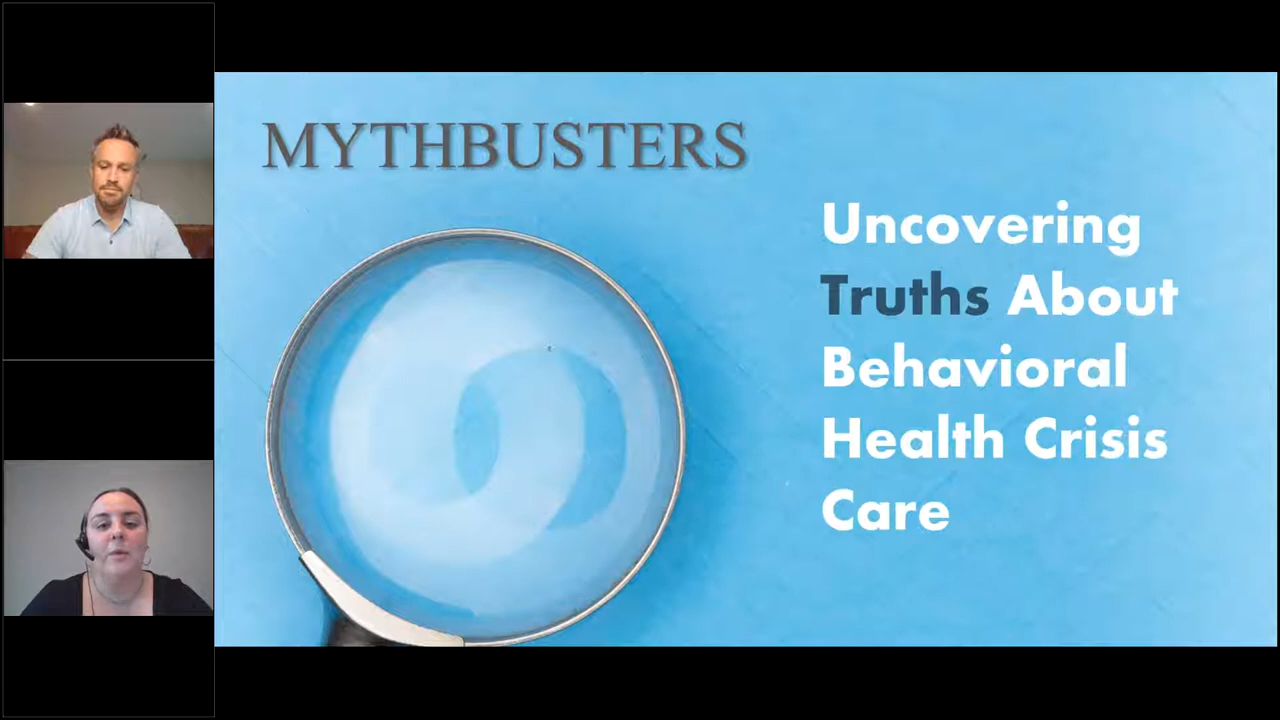 MYTHBUSTERS
Uncovering
Truths About
Behavioral
Health Crisis
Care